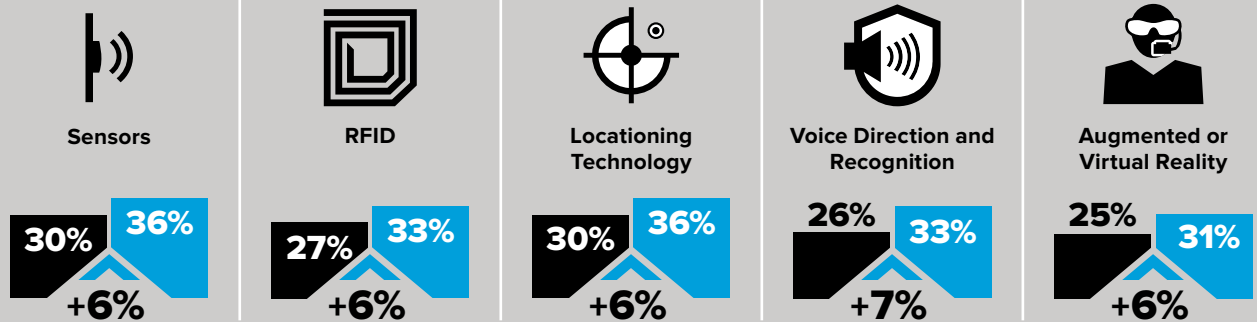 Sensors
30%
36%
+6%
RFID
27%
33%
+6%
Locationing
Technology
30%
36%
+6%
Voice Direction and
Recognition
26%
33%
+7%
Augmented or
Virtual Reality
25%
31%
+6%